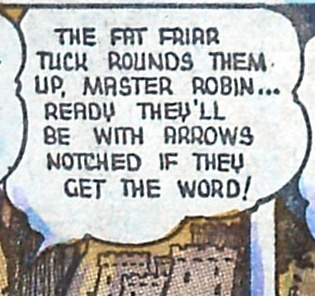 THE FAT FRIAR
TUCK ROUNDS THEM
UP, MASTER ROBIN...
READY THEY'LL
BE WITH ARROWS
NOTCHED IF THEY
GET THE WORD!